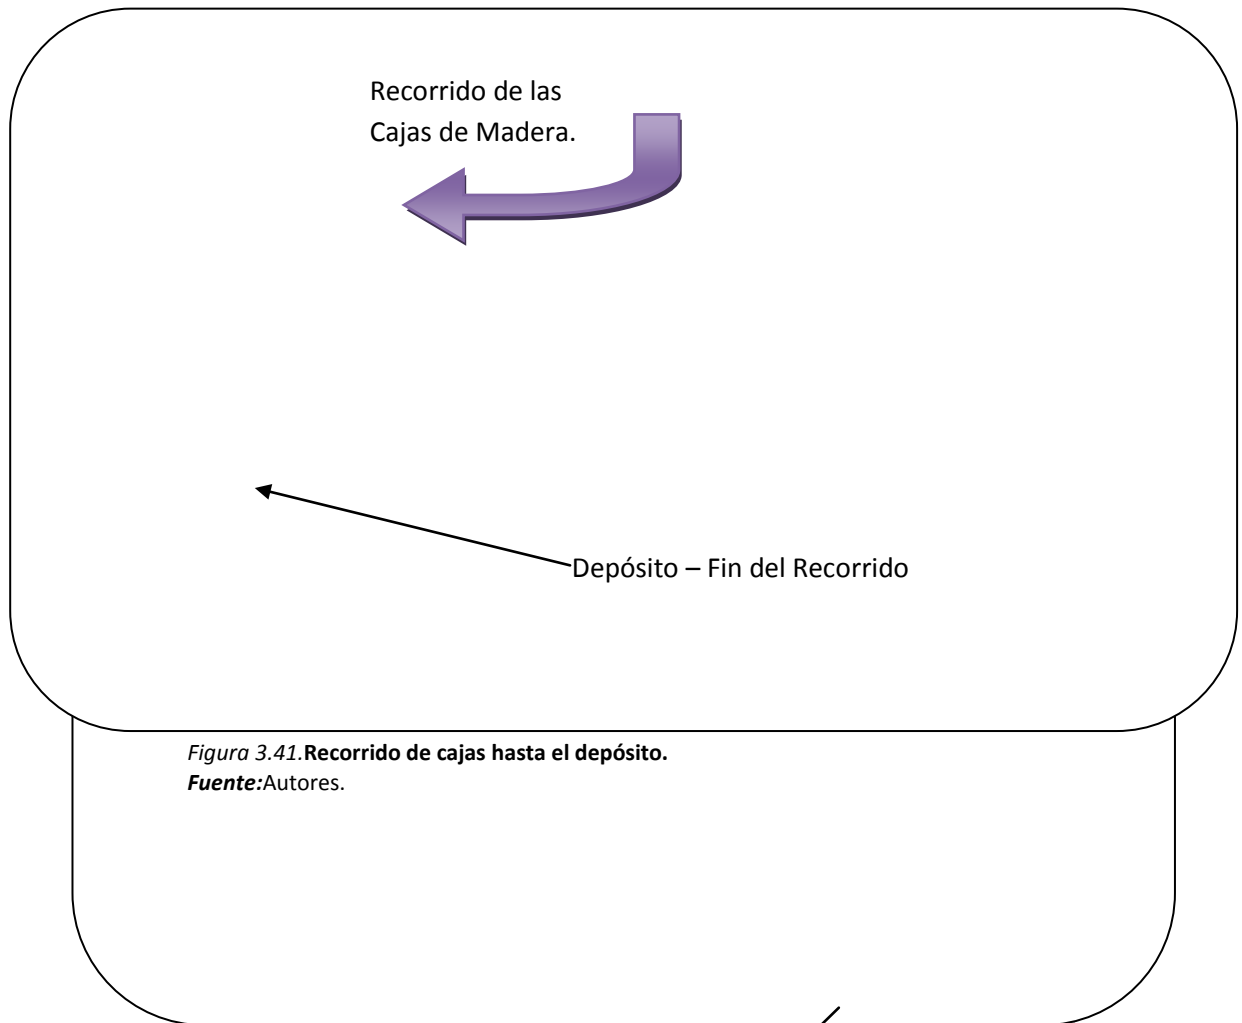 Recorrido de las
Cajas de Madera.
Depósito – Fin del Recorrido
Figura 3.41.Recorrido de cajas hasta el depósito.
Fuente:Autores.